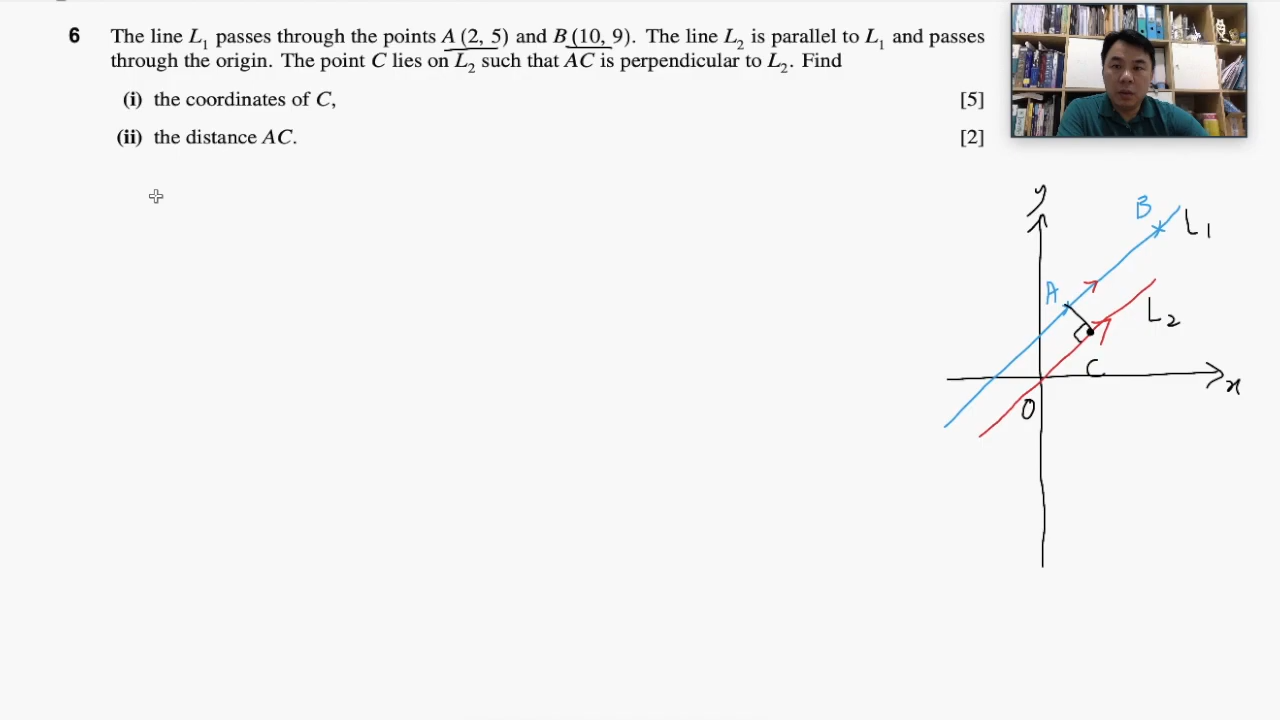 6 The line L₁ passes through the points A (2, 5) and B (10, 9). The line L₂ is parallel to L₁ and passes
through the origin. The point C lies on L₂ such that AC is perpendicular to L₂. Find
(i) the coordinates of C, [5]
(ii) the distance AC. [2]
y
B
L1
A
L2
C
x
O